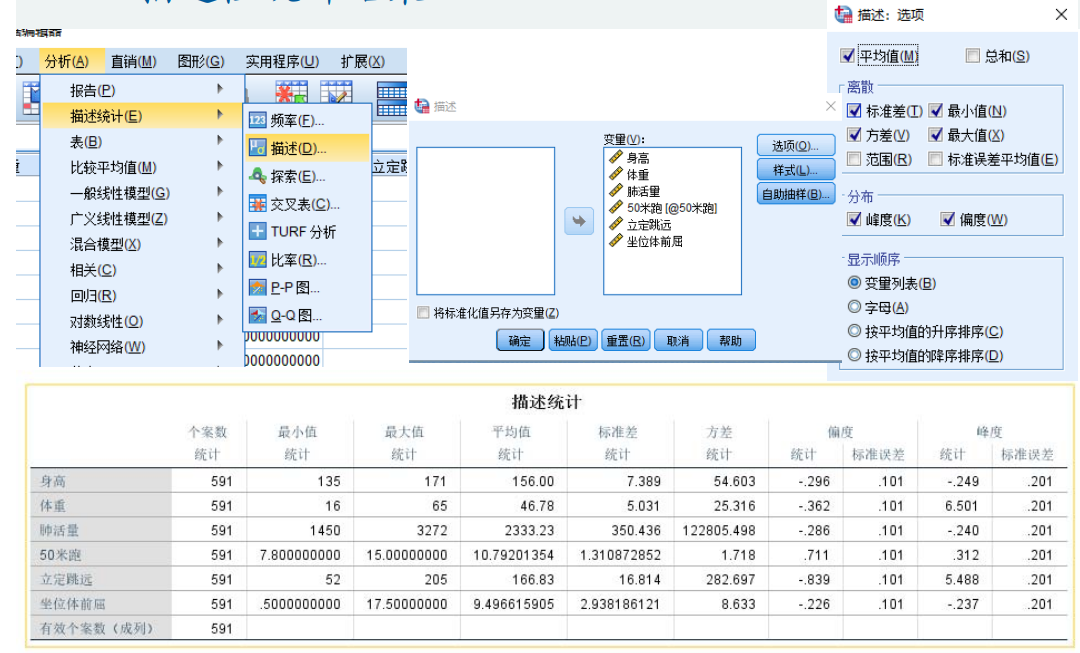 描述：选项
分析(A) 直销(M) 图形(G) 实用程序(U) 扩展(X)
报告(P)
描述统计(E)
表(B)
比较平均值(M)
一般线性模型(G)
广义线性模型(Z)
混合模型(X)
相关(C)
回归(R)
对数线性(O)
神经网络(W)
频率(F)...
描述(D)...
探索(E)...
交叉表(C)...
TURF 分析
比率(R)...
P-P 图...
Q-Q 图...
0000000000
0000000000
描述
变量(V):
身高
体重
肺活量
50米跑 [@50米跑]
立定跳远
坐位体前屈
选项(O)...
样式(L)...
自助抽样(B)...
将标准化值另存为变量(Z)
确定 粘贴(P) 重置(R) 取消 帮助
平均值(M) 总和(S)
离散
标准差(T) 最小值(N)
方差(V) 最大值(X)
范围(R) 标准误差平均值(E)
分布
峰度(K) 偏度(W)
显示顺序
变量列表(B)
字母(A)
按平均值的升序排序(C)
按平均值的降序排序(D)
描述统计
个案数 最小值 最大值 平均值 标准差 方差 偏度 峰度
统计 统计 统计 统计 统计 统计 统计 标准误差 统计 标准误差
身高 591 135 171 156.00 7.389 54.603 -.296 .101 -.249 .201
体重 591 16 65 46.78 5.031 25.316 -.362 .101 6.501 .201
肺活量 591 1450 3272 2333.23 350.436 122805.498 -.286 .101 -.240 .201
50米跑 591 7.800000000 15.00000000 10.79201354 1.310872852 1.718 .711 .101 .312 .201
立定跳远 591 52 205 166.83 16.814 282.697 -.839 .101 5.488 .201
坐位体前屈 591 .5000000000 17.50000000 9.496615905 2.938186121 8.633 -.226 .101 -.237 .201
有效个案数（成列） 591